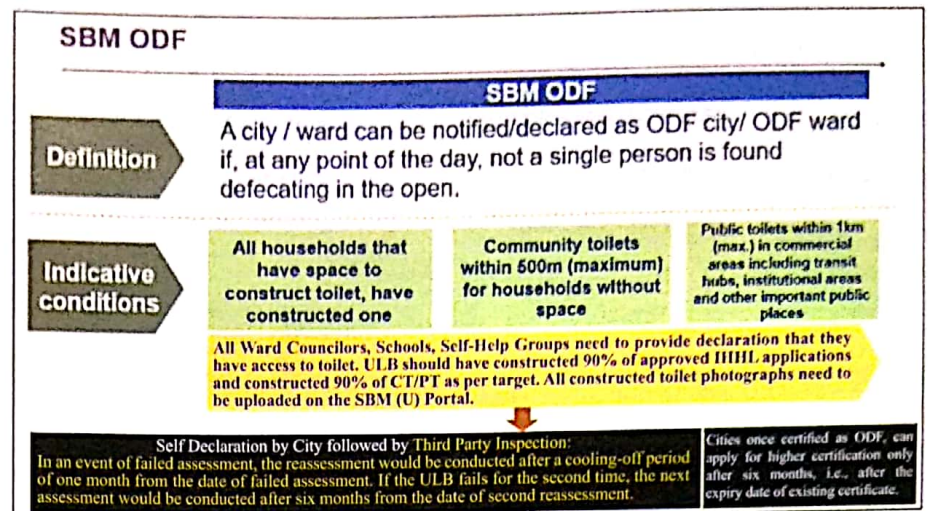 SBM ODF
SBM ODF
Definition
A city / ward can be notified/declared as ODF city/ ODF ward
if, at any point of the day, not a single person is found
defecating in the open.
Indicative
conditions
All households that
have space to
construct toilet, have
constructed one
Community toilets
within 500m (maximum)
for households without
space
Public toilets within 1km
(max.) in commercial
areas including transit
hubs, institutional areas
and other important public
places
All Ward Councilors, Schools, Self-Help Groups need to provide declaration that they
have access to toilet. ULB should have constructed 90% of approved IHHL applications
and constructed 90% of CT/PT as per target. All constructed toilet photographs need to
be uploaded on the SBM (U) Portal.
Self Declaration by City followed by Third Party Inspection:
In an event of failed assessment, the reassessment would be conducted after a cooling-off period
of one month from the date of failed assessment. If the ULB fails for the second time, the next
assessment would be conducted after six months from the date of second reassessment.
Cities once certified as ODF, can
apply for higher certification only
after six months, i.e., after the
expiry date of existing certificate.